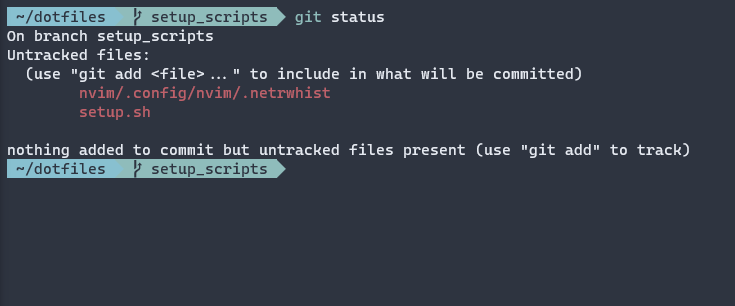 ~/dotfiles setup_scripts git status
On branch setup_scripts
Untracked files:
  (use "git add <file>..." to include in what will be committed)
        nvim/.config/nvim/.netrwhist
        setup.sh

nothing added to commit but untracked files present (use "git add" to track)
~/dotfiles setup_scripts